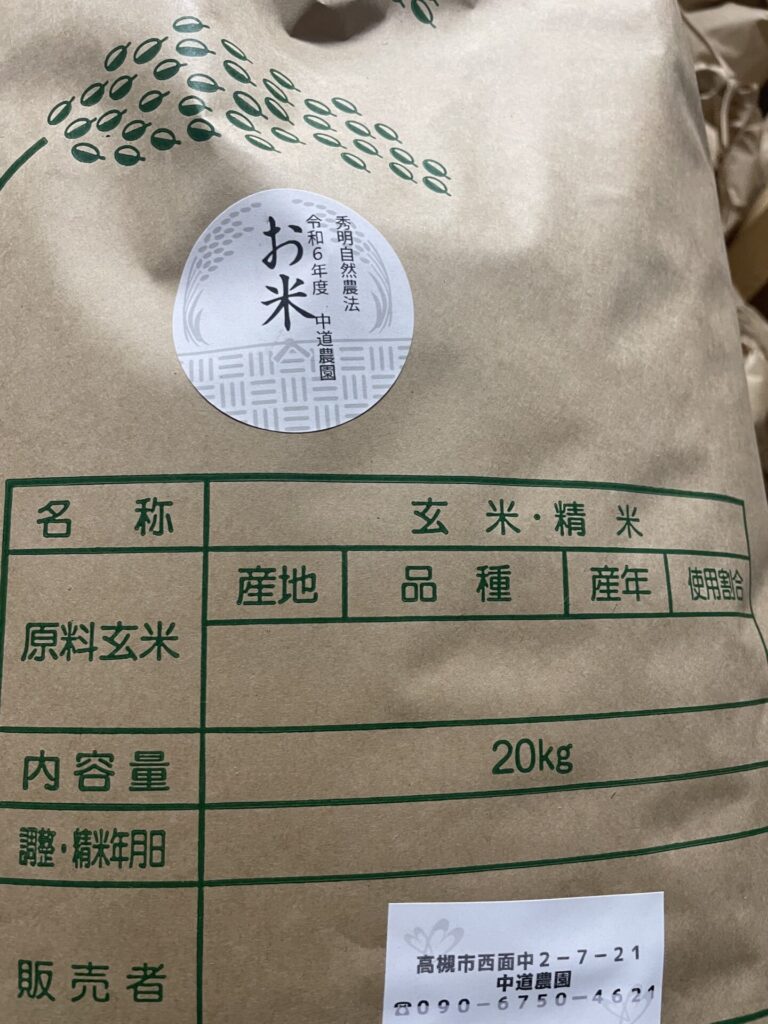 秀明自然農法
令和6年度 中道農園
お米
名称 玄米・精米
原料玄米 産地 品種 産年 使用割合
内容量 20kg
調整・精米年月日
販売者
高槻市西面中2-7-21
中道農園
☎090-6750-4621